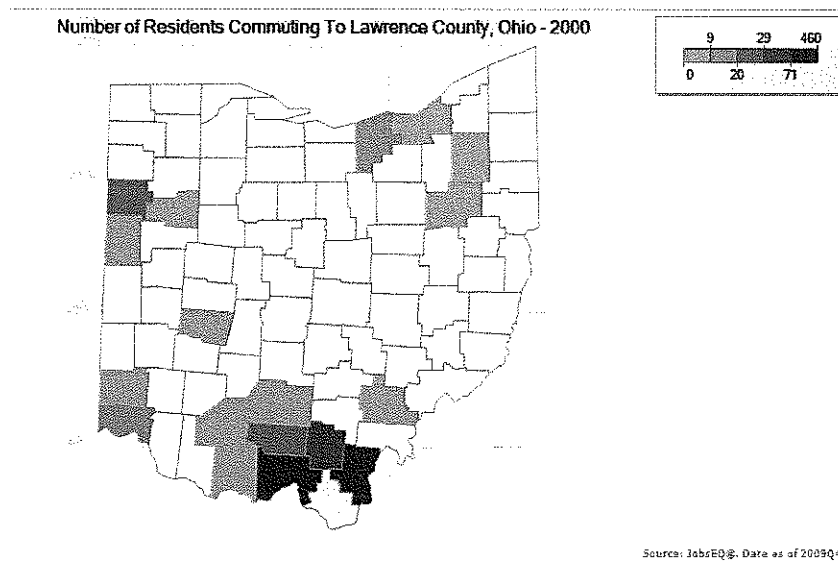 Number of Residents Commuting To Lawrence County, Ohio - 2000
9 29 460
0 20 71
Source: JobsEQ®. Data as of 2009Q4